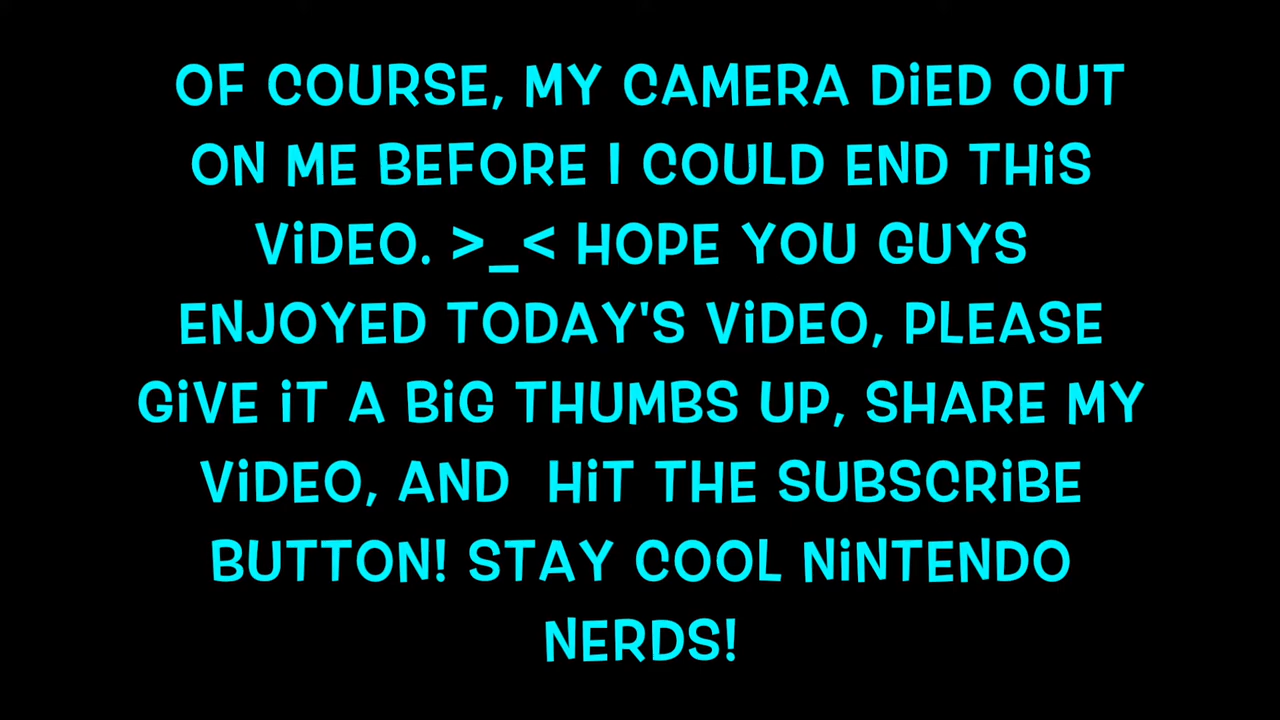 OF COURSE, MY CAMERA DiED OUT
ON ME BEFORE I COULD END THiS
ViDEO. >_< HOPE YOU GUYS
ENJOYED TODAY'S ViDEO, PLEASE
GiVE iT A BiG THUMBS UP, SHARE MY
ViDEO, AND  HiT THE SUBSCRiBE
BUTTON! STAY COOL NiNTENDO
NERDS!